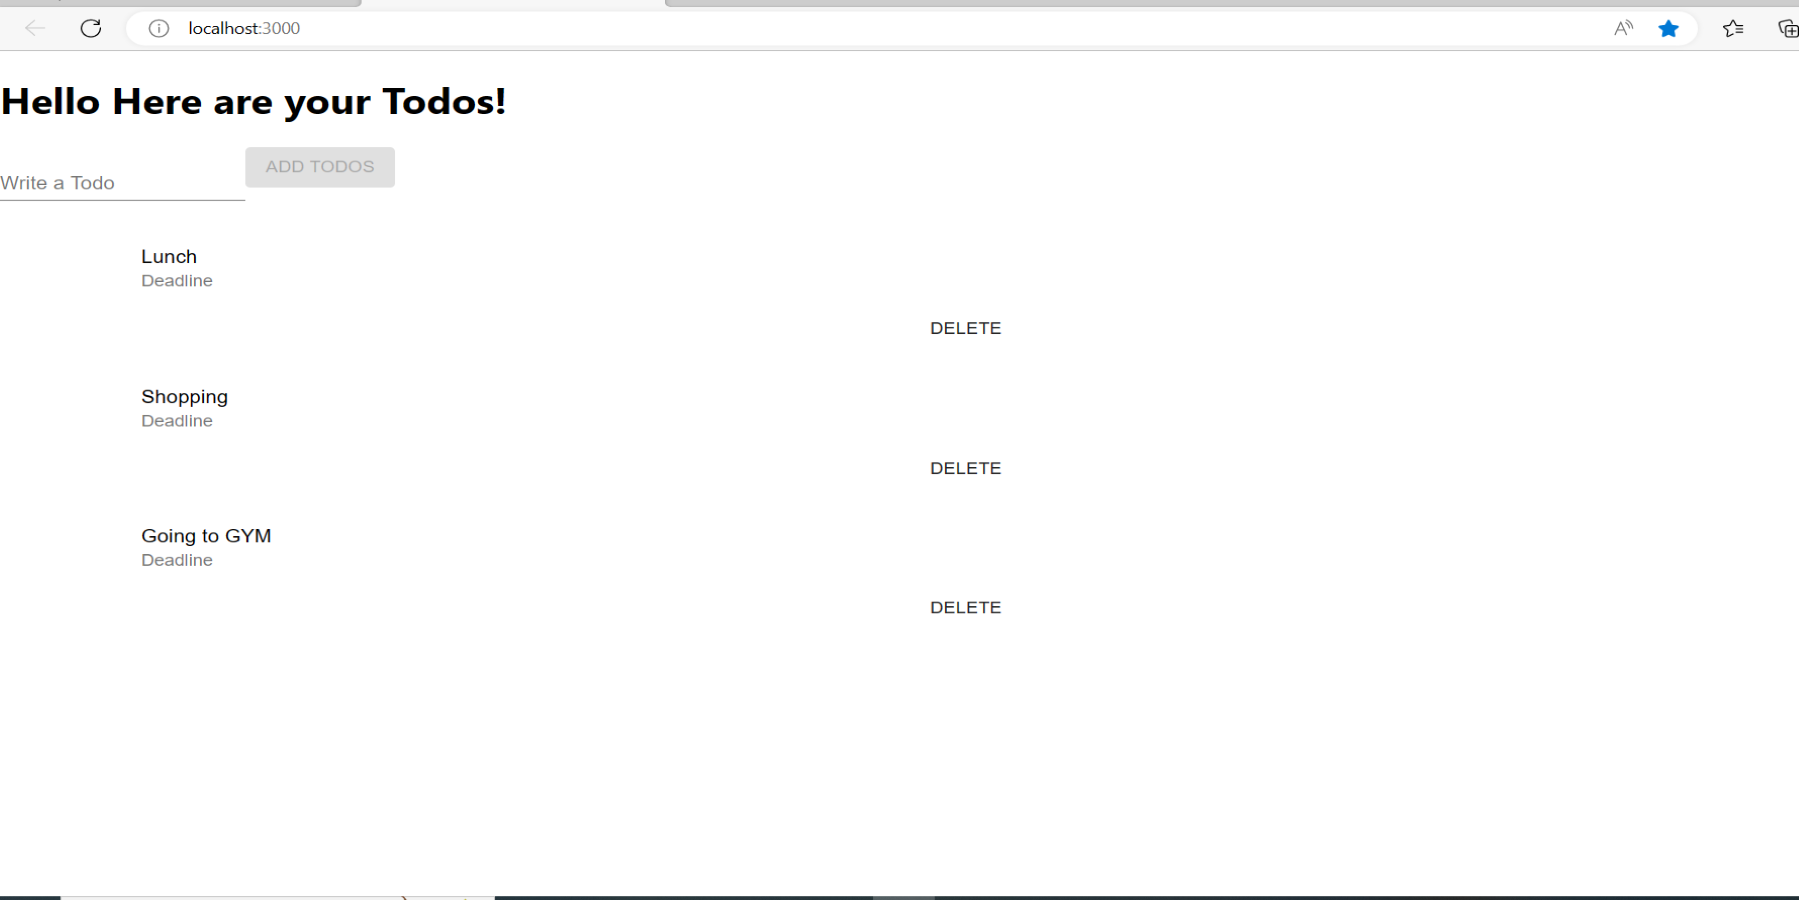 localhost:3000
Hello Here are your Todos!
Write a Todo
ADD TODOS
Lunch
Deadline
DELETE
Shopping
Deadline
DELETE
Going to GYM
Deadline
DELETE